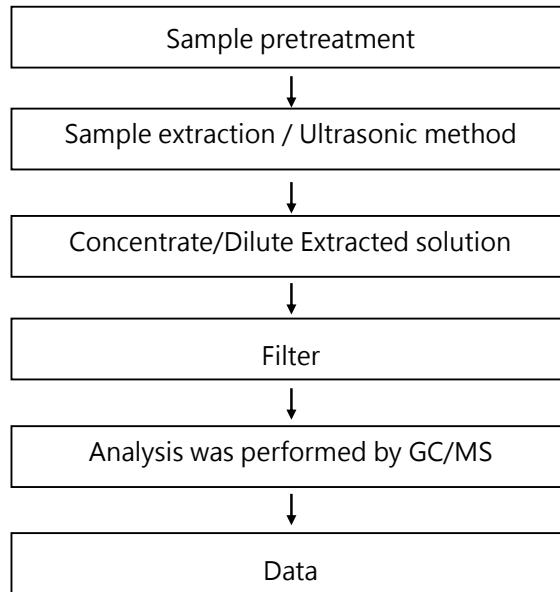 Sample pretreatment
Sample extraction / Ultrasonic method
Concentrate/Dilute Extracted solution
Filter
Analysis was performed by GC/MS
Data